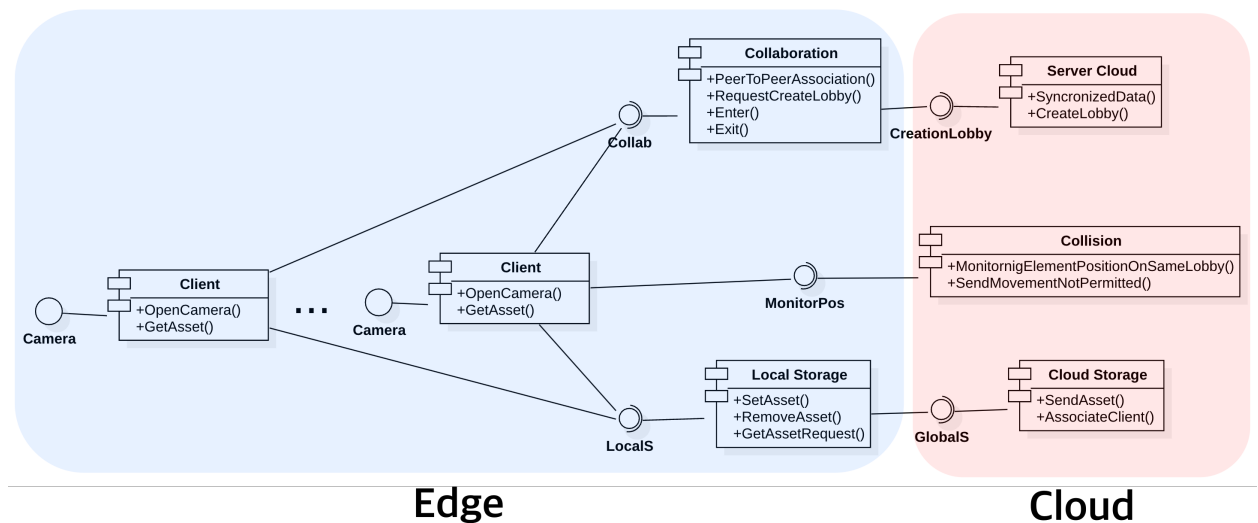 Collaboration
+PeerToPeerAssociation()
+RequestCreateLobby()
+Enter()
+Exit()
Collab
CreationLobby
Server Cloud
+SyncronizedData()
+CreateLobby()
Client
+OpenCamera()
+GetAsset()
Camera
...
Client
+OpenCamera()
+GetAsset()
Camera
MonitorPos
Collision
+MonitornigElementPositionOnSameLobby()
+SendMovementNotPermitted()
LocalS
Local Storage
+SetAsset()
+RemoveAsset()
+GetAssetRequest()
GlobalS
Cloud Storage
+SendAsset()
+AssociateClient()
Edge
Cloud